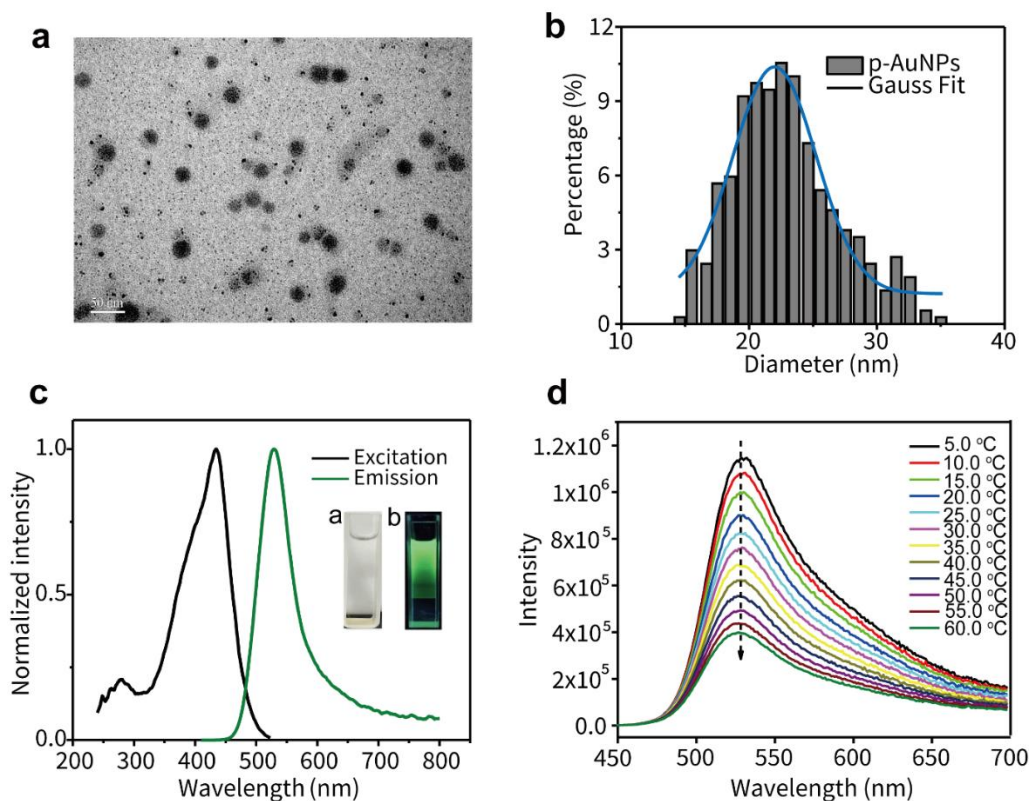 a
50 nm
b
Percentage (%)
12
9
6
3
0
p-AuNPs
Gauss Fit
10
20
30
40
Diameter (nm)
c
Normalized intensity
1.0
0.5
0.0
Excitation
Emission
a
b
200 300 400 500 600 700 800
Wavelength (nm)
d
Intensity
1.2x10⁶
1x10⁶
8x10⁵
6x10⁵
4x10⁵
2x10⁵
0.0
5.0 °C
10.0 °C
15.0 °C
20.0 °C
25.0 °C
30.0 °C
35.0 °C
40.0 °C
45.0 °C
50.0 °C
55.0 °C
60.0 °C
450 500 550 600 650 700
Wavelength (nm)